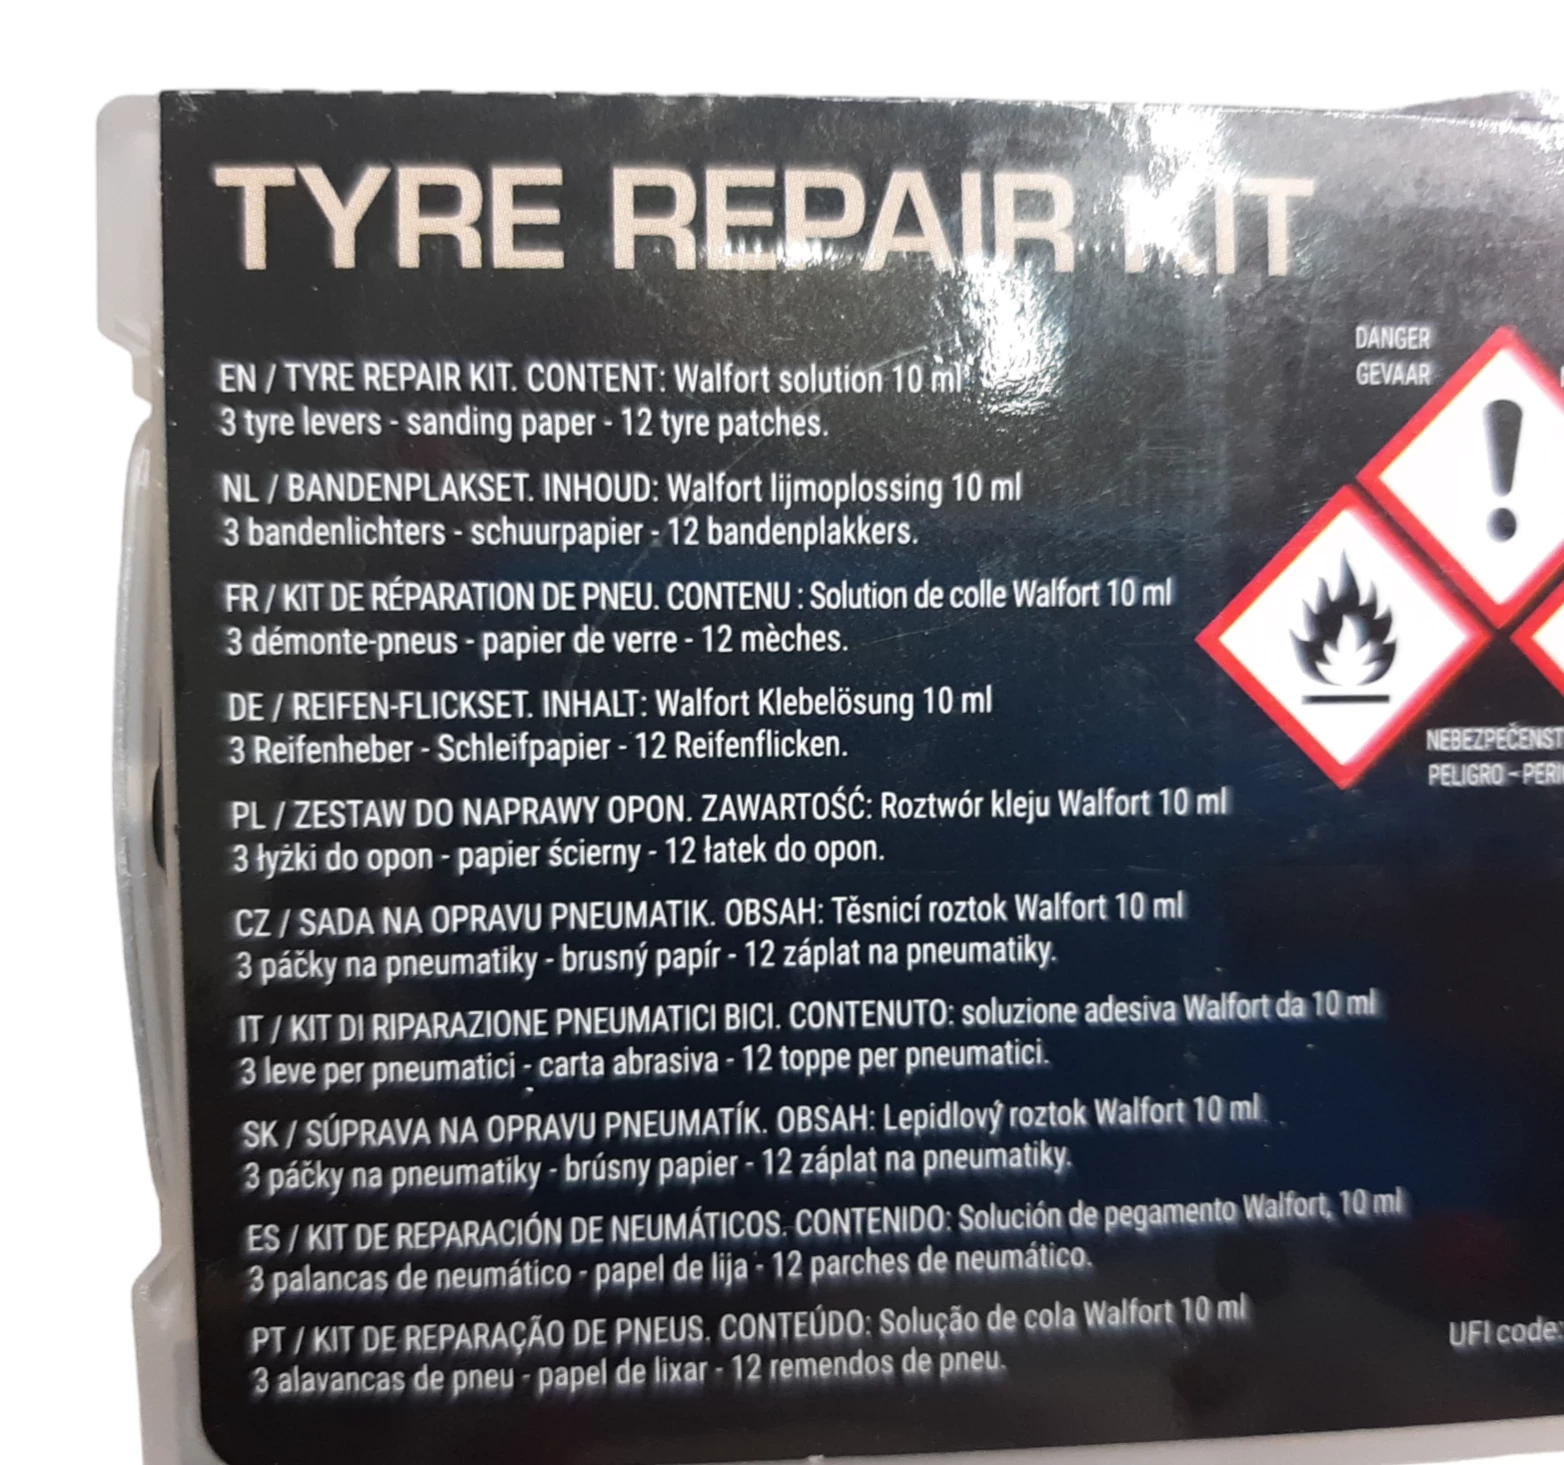 TYRE REPAIR KIT
EN / TYRE REPAIR KIT. CONTENT: Walfort solution 10 ml
3 tyre levers - sanding paper - 12 tyre patches.
NL / BANDENPLAKSET. INHOUD: Walfort lijmoplossing 10 ml
3 bandenlichters - schuurpapier - 12 bandenplakkers.
FR / KIT DE RÉPARATION DE PNEU. CONTENU : Solution de colle Walfort 10 ml
3 démonte-pneus - papier de verre - 12 mèches.
DE / REIFEN-FLICKSET. INHALT: Walfort Klebelösung 10 ml
3 Reifenheber - Schleifpapier - 12 Reifenflicken.
PL / ZESTAW DO NAPRAWY OPON. ZAWARTOŚĆ: Roztwór kleju Walfort 10 ml
3 łyżki do opon - papier ścierny - 12 łatek do opon.
CZ / SADA NA OPRAVU PNEUMATIK. OBSAH: Těsnicí roztok Walfort 10 ml
3 páčky na pneumatiky - brusný papír - 12 záplat na pneumatiky.
IT / KIT DI RIPARAZIONE PNEUMATICI BICI. CONTENUTO: soluzione adesiva Walfort da 10 ml
3 leve per pneumatici - carta abrasiva - 12 toppe per pneumatici.
SK / SÚPRAVA NA OPRAVU PNEUMATÍK. OBSAH: Lepidlový roztok Walfort 10 ml
3 páčky na pneumatiky - brúsny papier - 12 záplat na pneumatiky.
ES / KIT DE REPARACIÓN DE NEUMÁTICOS. CONTENIDO: Solución de pegamento Walfort, 10 ml
3 palancas de neumático - papel de lija - 12 parches de neumático.
PT / KIT DE REPARAÇÃO DE PNEUS. CONTEÚDO: Solução de cola Walfort 10 ml
3 alavancas de pneu - papel de lixar - 12 remendos de pneu.
DANGER
GEVAAR
PELIGRO -
UFI code: